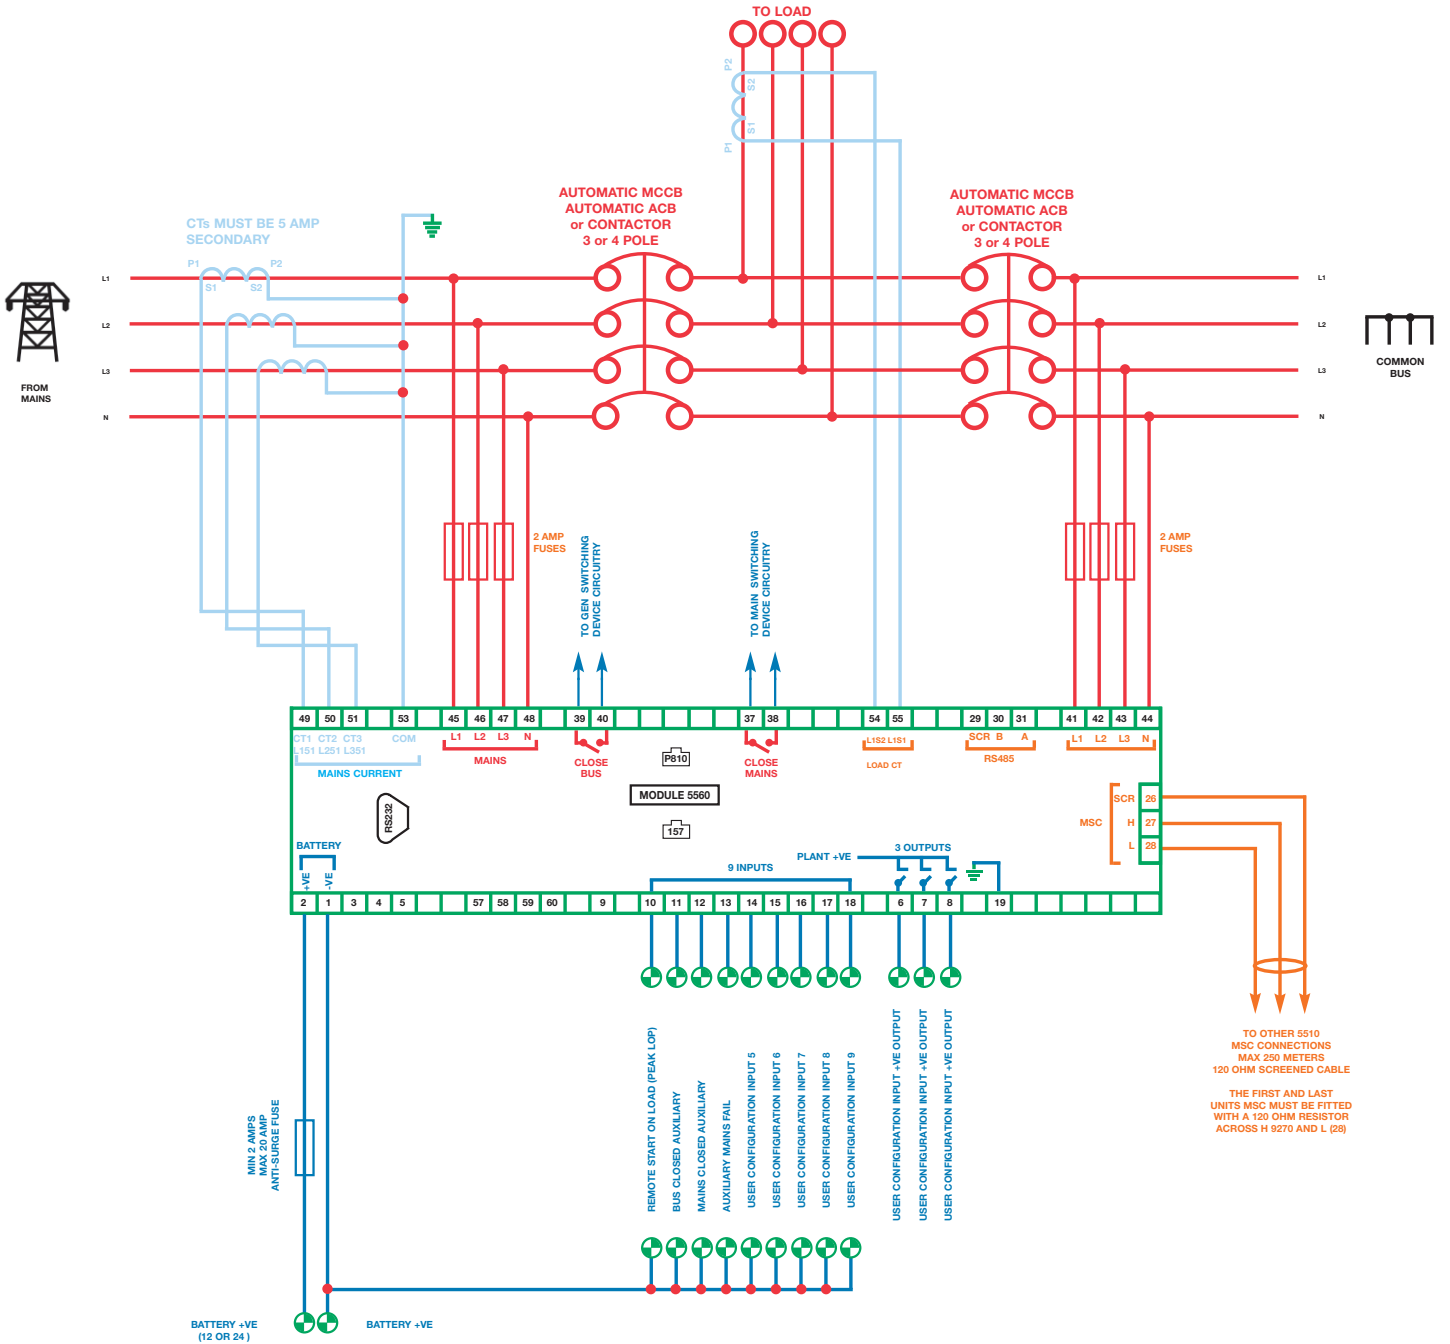 TO LOAD
P2
S2
S1
P1
AUTOMATIC MCCB
AUTOMATIC ACB
or CONTACTOR
3 or 4 POLE
AUTOMATIC MCCB
AUTOMATIC ACB
or CONTACTOR
3 or 4 POLE
CTs MUST BE 5 AMP
SECONDARY
P1
P2
S1
S2
L1
L2
L3
N
FROM
MAINS
L1
L2
L3
N
COMMON
BUS
2 AMP
FUSES
TO GEN SWITCHING
DEVICE CIRCUITRY
TO MAIN SWITCHING
DEVICE CIRCUITRY
2 AMP
FUSES
49 50 51 53 45 46 47 48 39 40 37 38 54 55 29 30 31 41 42 43 44
CT1 CT2 CT3 COM
L151 L251 L351
MAINS CURRENT
L1 L2 L3 N
MAINS
CLOSE
BUS
P810
CLOSE
MAINS
L1S2 L1S1
LOAD CT
SCR B A
RS485
L1 L2 L3 N
MODULE 5560
RS232
157
MSC
SCR 26
H 27
L 28
BATTERY
+VE
-VE
9 INPUTS
PLANT +VE
3 OUTPUTS
2 1 3 4 5 57 58 59 60 9 10 11 12 13 14 15 16 17 18 6 7 8 19
REMOTE START ON LOAD (PEAK LOP)
BUS CLOSED AUXILIARY
MAINS CLOSED AUXILIARY
AUXILIARY MAINS FAIL
USER CONFIGURATION INPUT 5
USER CONFIGURATION INPUT 6
USER CONFIGURATION INPUT 7
USER CONFIGURATION INPUT 8
USER CONFIGURATION INPUT 9
USER CONFIGURATION INPUT +VE OUTPUT
USER CONFIGURATION INPUT +VE OUTPUT
USER CONFIGURATION INPUT +VE OUTPUT
TO OTHER 5510
MSC CONNECTIONS
MAX 250 METERS
120 OHM SCREENED CABLE
THE FIRST AND LAST
UNITS MSC MUST BE FITTED
WITH A 120 OHM RESISTOR
ACROSS H 9270 AND L (28)
MIN 2 AMPS
MAX 20 AMP
ANTI-SURGE FUSE
BATTERY +VE
(12 OR 24 )
BATTERY +VE